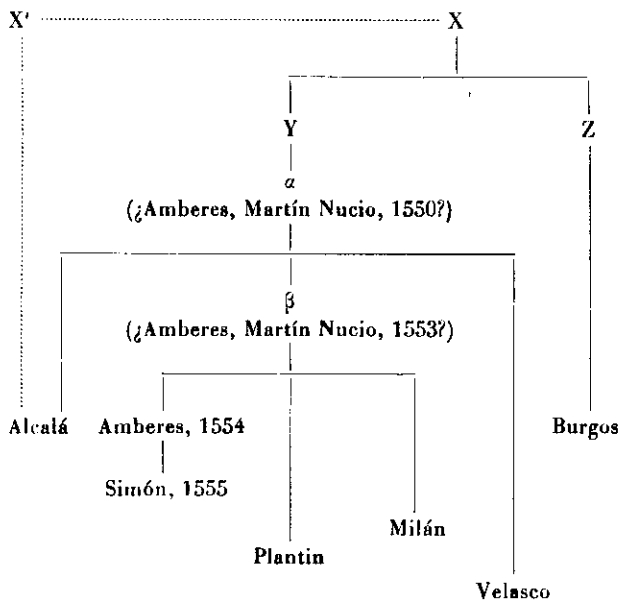 X' X
Y Z
α
(¿Amberes, Martín Nucio, 1550?)
β
(¿Amberes, Martín Nucio, 1553?)
Alcalá Amberes, 1554 Burgos
Simón, 1555
Milán
Plantin
Velasco